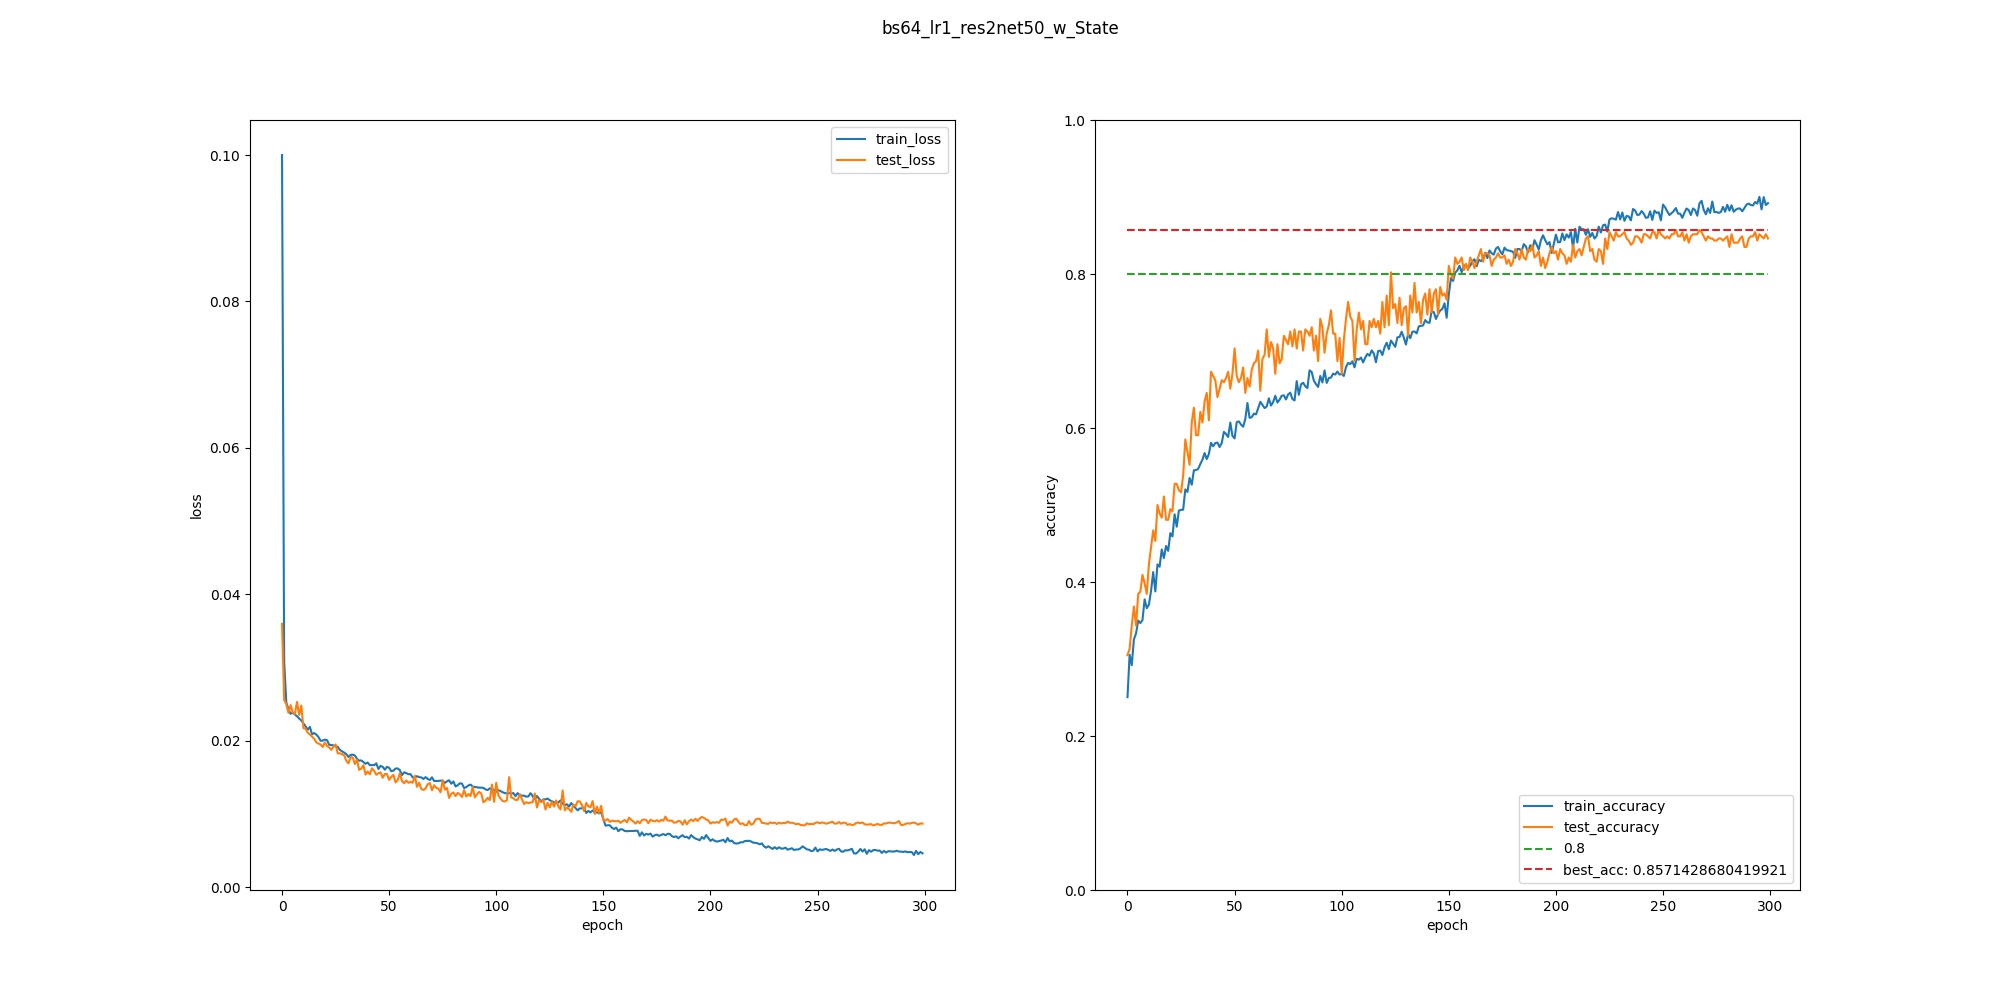 bs64_lr1_res2net50_w_State
train_loss
test_loss
loss
0.10
0.08
0.06
0.04
0.02
0.00
0 50 100 150 200 250 300
epoch
accuracy
1.0
0.8
0.6
0.4
0.2
0.0
train_accuracy
test_accuracy
0.8
best_acc: 0.8571428680419921
0 50 100 150 200 250 300
epoch